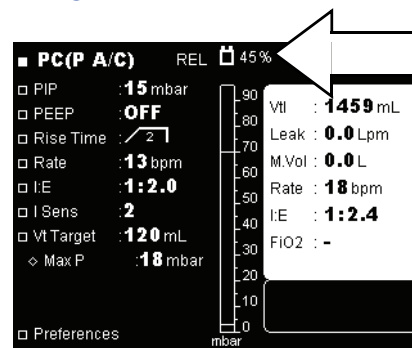 PC(P A/C) REL 45%
PIP :15 mbar
PEEP :OFF
Rise Time : 2
Rate :13 bpm
I:E :1:2.0
I Sens :2
Vt Target :120 mL
Max P :18 mbar
Preferences
90
80
70
60
50
40
30
20
10
0
mbar
Vtl : 1459 mL
Leak : 0.0 Lpm
M.Vol : 0.0 L
Rate : 18 bpm
I:E : 1:2.4
FiO2 : -